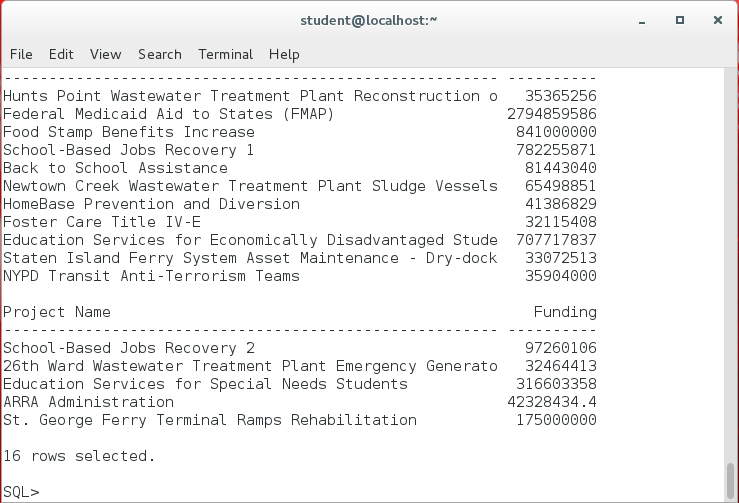 student@localhost:~
File Edit View Search Terminal Help
------------------------------------------------------- ----------
Hunts Point Wastewater Treatment Plant Reconstruction o   35365256
Federal Medicaid Aid to States (FMAP)                   2794859586
Food Stamp Benefits Increase                             841000000
School-Based Jobs Recovery 1                             782255871
Back to School Assistance                                 81443040
Newtown Creek Wastewater Treatment Plant Sludge Vessels   65498851
HomeBase Prevention and Diversion                         41386829
Foster Care Title IV-E                                    32115408
Education Services for Economically Disadvantaged Stude  707717837
Staten Island Ferry System Asset Maintenance - Dry-dock   33072513
NYPD Transit Anti-Terrorism Teams                         35904000
Project Name                                               Funding
------------------------------------------------------- ----------
School-Based Jobs Recovery 2                              97260106
26th Ward Wastewater Treatment Plant Emergency Generato   32464413
Education Services for Special Needs Students            316603358
ARRA Administration                                     42328434.4
St. George Ferry Terminal Ramps Rehabilitation           175000000
16 rows selected.
SQL>